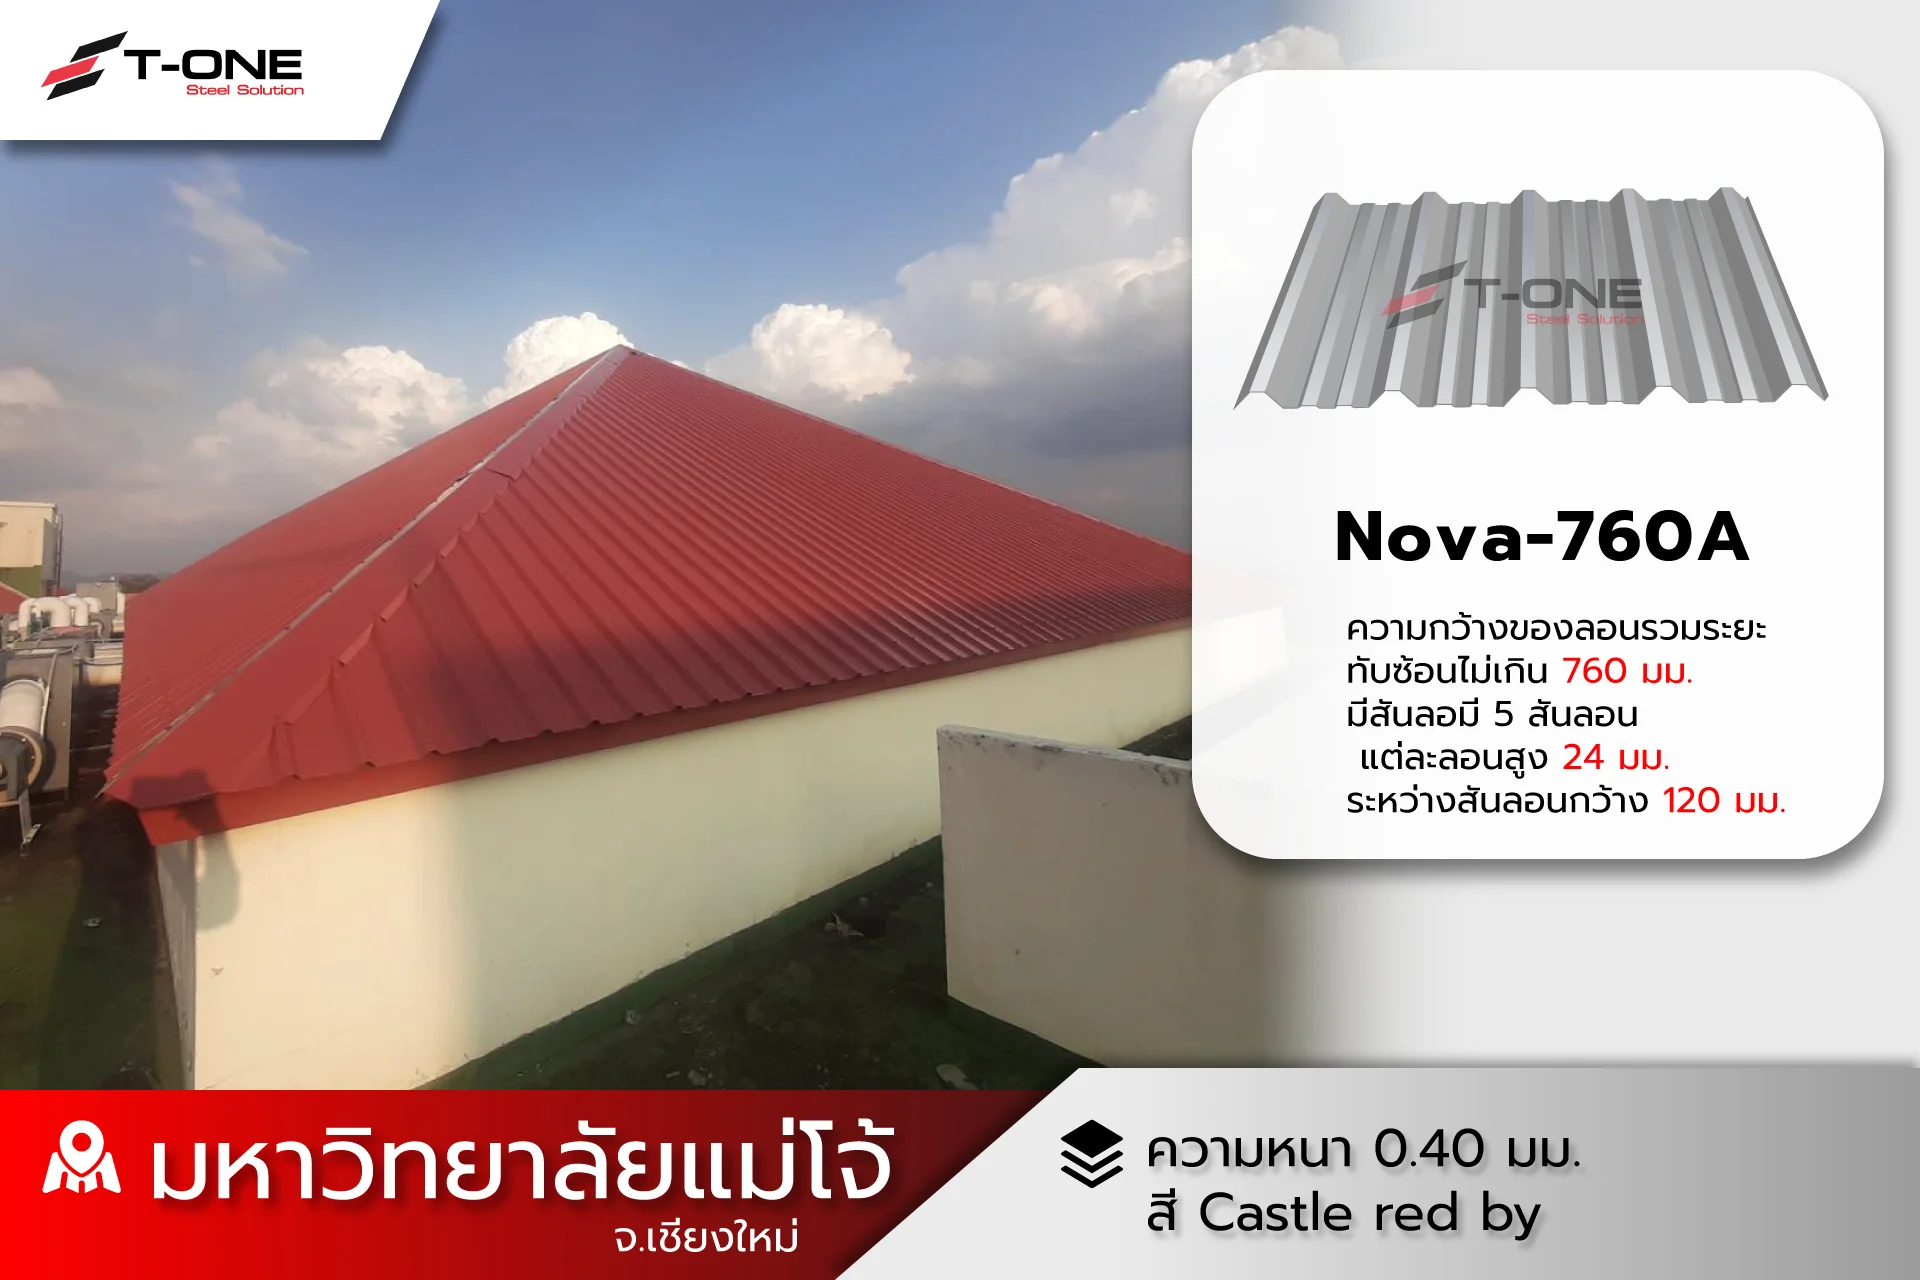 T-ONE
Steel Solution
T-ONE
Steel Solution
Nova-760A
ความกว้างของลอนรวมระยะ
ทับซ้อนไม่เกิน 760 มม.
มีสันลอมี 5 สันลอน
แต่ละลอนสูง 24 มม.
ระหว่างสันลอนกว้าง 120 มม.
มหาวิทยาลัยแม่โจ้
จ.เชียงใหม่
ความหนา 0.40 มม.
สี Castle red by